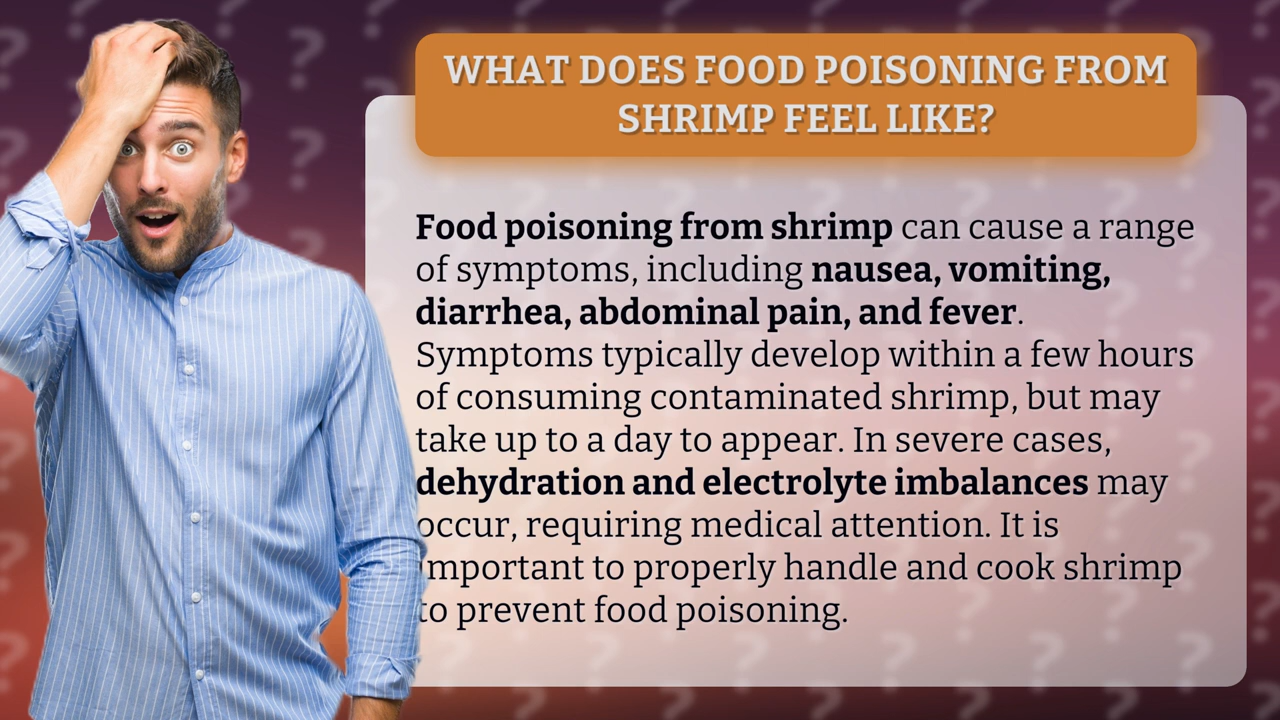 WHAT DOES FOOD POISONING FROM
SHRIMP FEEL LIKE?
Food poisoning from shrimp can cause a range
of symptoms, including nausea, vomiting,
diarrhea, abdominal pain, and fever.
Symptoms typically develop within a few hours
of consuming contaminated shrimp, but may
take up to a day to appear. In severe cases,
dehydration and electrolyte imbalances may
occur, requiring medical attention. It is
important to properly handle and cook shrimp
to prevent food poisoning.